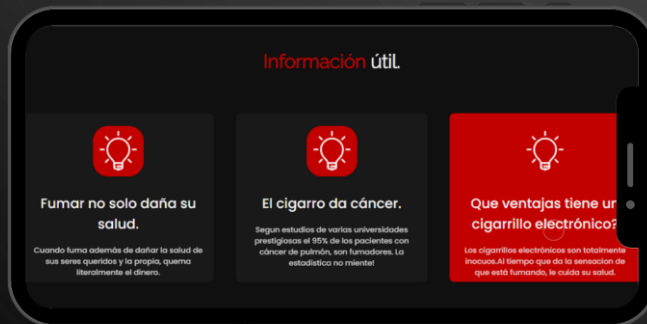 Información útil.
Fumar no solo daña su
salud.
Cuando fuma además de dañar la salud de
sus seres queridos y la propia, quema
literalmente el dinero.
El cigarro da cáncer.
Segun estudios de varias universidades
prestigiosas el 95% de los pacientes con
cáncer de pulmón, son fumadores. La
estadística no miente!
Que ventajas tiene un
cigarrillo electrónico?
Los cigarrillos electrónicos son totalmente
inocuos.Al tiempo que da la sensacion de
que está fumando, le cuida su salud.